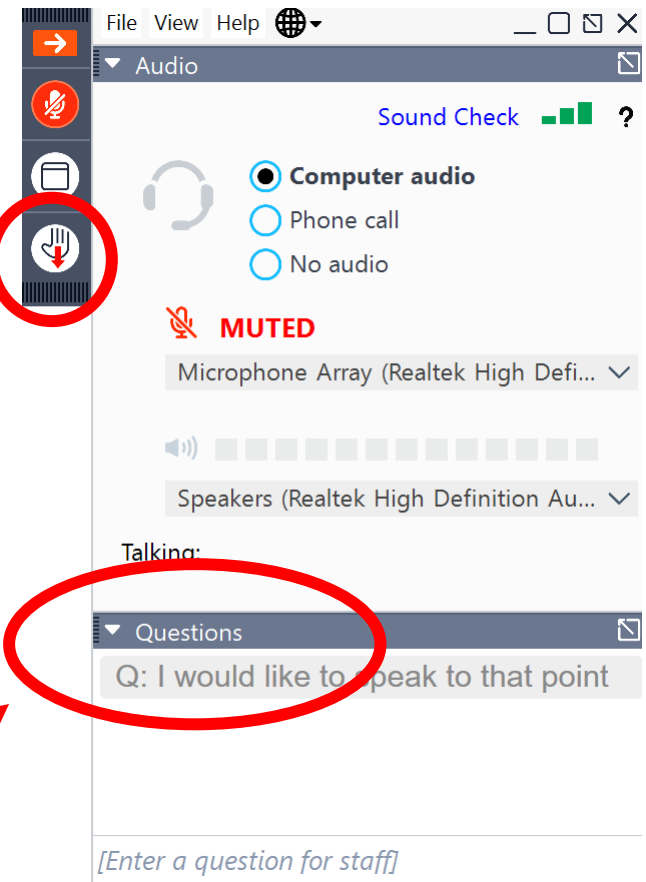 File View Help
Audio
Sound Check ?
Computer audio
Phone call
No audio
MUTED
Microphone Array (Realtek High Defi...
Speakers (Realtek High Definition Au...
Talking:
Questions
Q: I would like to speak to that point
[Enter a question for staff]